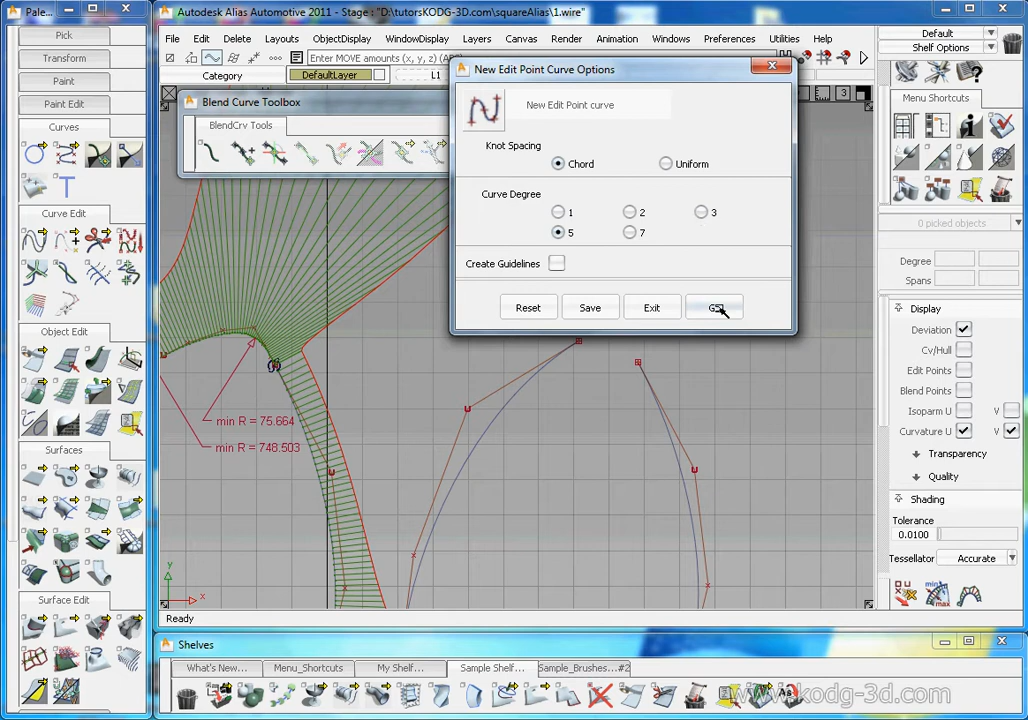 Pale...
Autodesk Alias Automotive 2011 - Stage : "D:\tutorsKODG-3D.com\squareAlias\1.wire"
File Edit Delete Layouts ObjectDisplay WindowDisplay Layers Canvas Render Animation Windows Preferences Utilities Help
Enter MOVE amounts (x, y, z) (AB
Category DefaultLayer L1
Pick
Transform
Paint
Paint Edit
Curves
Curve Edit
Object Edit
Surfaces
Surface Edit
Blend Curve Toolbox
BlendCrv Tools
New Edit Point Curve Options
New Edit Point curve
Knot Spacing
Chord Uniform
Curve Degree
1 2 3
5 7
Create Guidelines
Reset Save Exit
3
min R = 75.664
min R = 748.503
y
x
Ready
Default
Shelf Options
Menu Shortcuts
0 picked objects
Degree
Spans
Display
Deviation
Cv/Hull
Edit Points
Blend Points
Isoparm U V
Curvature U V
Transparency
Quality
Shading
Tolerance
0.0100
Tessellator Accurate
min
max
Shelves
What's New... Menu_Shortcuts My Shelf... Sample Shelf... Sample_Brushes...#2
www.kodg-3d.com